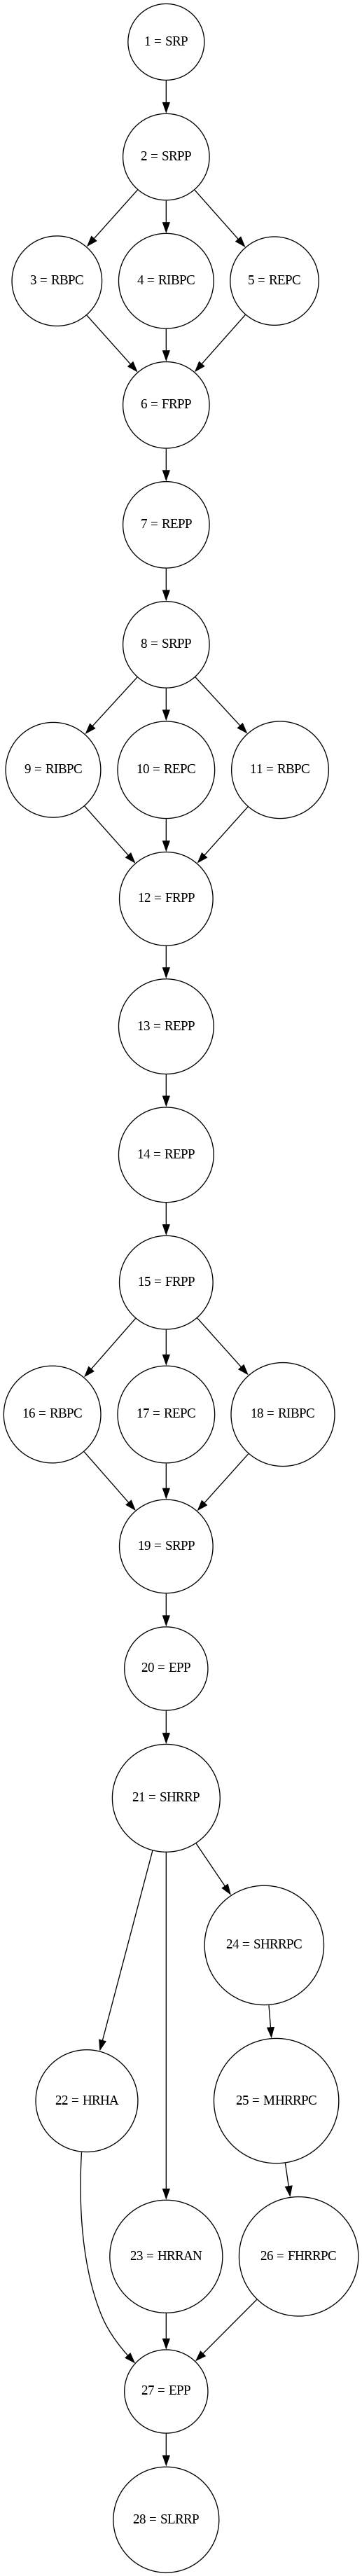 1 = SRP
2 = SRPP
3 = RBPC
4 = RIBPC
5 = REPC
6 = FRPP
7 = REPP
8 = SRPP
9 = RIBPC
10 = REPC
11 = RBPC
12 = FRPP
13 = REPP
14 = REPP
15 = FRPP
16 = RBPC
17 = REPC
18 = RIBPC
19 = SRPP
20 = EPP
21 = SHRRP
24 = SHRRPC
22 = HRHA
25 = MHRRPC
23 = HRRAN
26 = FHRRPC
27 = EPP
28 = SLRRP